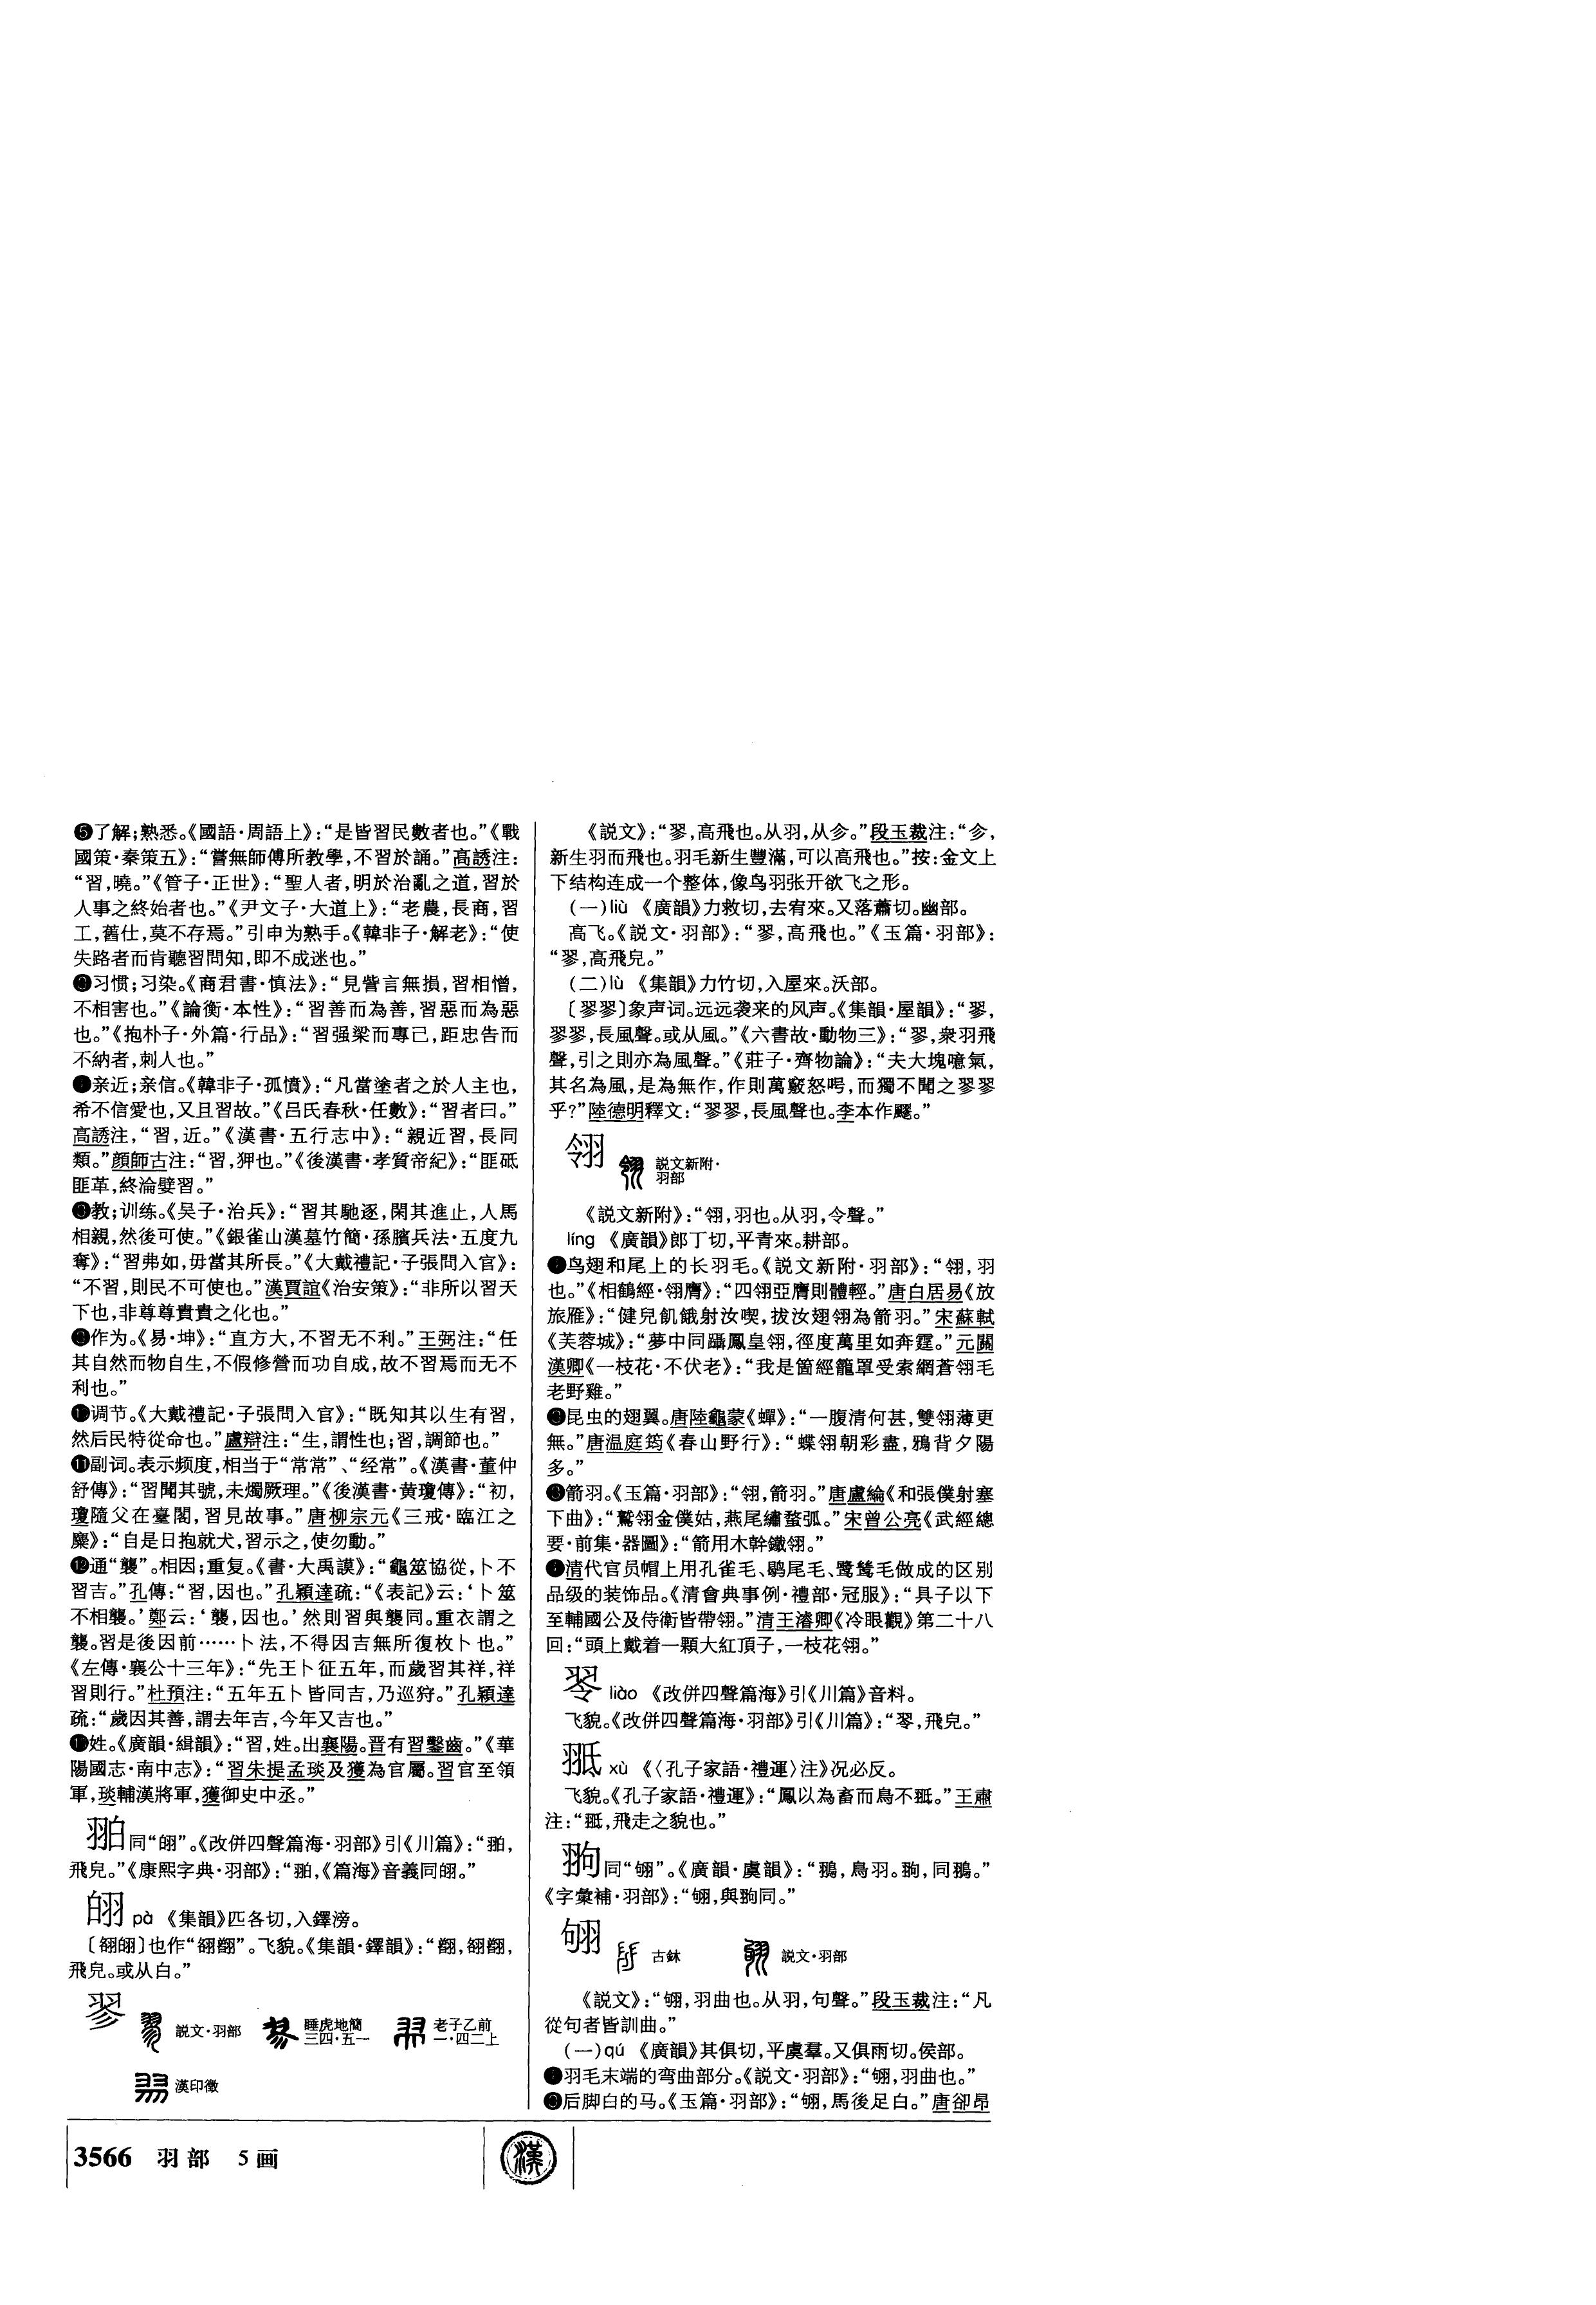 ❺了解;熟悉。《國語·周語上》:“是皆習民數者也。”《戰
國策·秦策五》:“嘗無師傅所教學,不習於誦。”高誘注:
“習,曉。”《管子·正世》:“聖人者,明於治亂之道,習於
人事之終始者也。”《尹文子·大道上》:“老農,長商,習
工,舊仕,莫不存焉。”引申为熟手。《韓非子·解老》:“使
失路者而肯聽習問知,即不成迷也。”
習惯;习染。《商君書·慎法》:“見訾言無損,習相憎,
不相害也。”《論衡·本性》:“習善而為善,習惡而為惡
也。”《抱朴子·外篇·行品》:“習强梁而專己,距忠告而
不納者,刺人也。”
亲近;亲信。《韓非子·孤憤》:“凡當塗者之於人主也,
希不信愛也,又且習故。”《吕氏春秋·任數》:“習者曰。”
高誘注,“習,近。”《漢書·五行志中》:“親近習,長同
類。”顔師古注:“習,狎也。”《後漢書·孝質帝紀》:“匪砥
匪革,終淪嬖習。”
教;训练。《吴子·治兵》:“習其馳逐,閑其進止,人馬
相親,然後可使。”《銀雀山漢墓竹簡·孫臏兵法·五度九
奪》:“習弗如,毋當其所長。”《大戴禮記·子張問入官》:
“不習,則民不可使也。”漢賈誼《治安策》:“非所以習天
下也,非尊尊貴貴之化也。”
作为。《易·坤》:“直方大,不習无不利。”王弼注:“任
其自然而物自生,不假修營而功自成,故不習焉而无不
利也。”
调节。《大戴禮記·子張問入官》:“既知其以生有習,
然后民特從命也。”盧辯注:“生,謂性也;習,調節也。”
⓫副词。表示频度,相当于“常常”、“经常”。《漢書·董仲
舒傳》:“習聞其號,未燭厥理。”《後漢書·黄瓊傳》:“初,
瓊隨父在臺閣,習見故事。”唐柳宗元《三戒·臨江之
麋》:“自是日抱就犬,習示之,使勿動。”
⓬通“襲”。相因;重复。《書·大禹謨》:“龜筮協從,卜不
習吉。”孔傳:“習,因也。”孔穎達疏:“《表記》云:‘卜筮
不相襲。’鄭云:‘襲,因也。’然則習與襲同。重衣謂之
襲。習是後因前……卜法,不得因吉無所復枚卜也。”
《左傳·襄公十三年》:“先王卜征五年,而歲習其祥,祥
習則行。”杜預注:“五年五卜皆同吉,乃巡狩。”孔穎達
疏:“歲因其善,謂去年吉,今年又吉也。”
姓。《廣韻·緝韻》:“習,姓。出襄陽。晋有習鑿齒。”《華
陽國志·南中志》:“習朱提孟琰及獲為官屬。習官至領
軍,琰輔漢將軍,獲御史中丞。”
䎊同“㿱”。《改併四聲篇海·羽部》引《川篇》:“䎊,
飛皃。”《康熙字典·羽部》:“䎊,《篇海》音義同㿱。”
pà 《集韻》匹各切,入鐸滂。
也作“翎翻”。飞貌。《集韻·鐸韻》:
飛皃。或从白。”
翏 説文·羽部 睡虎地簡三四·五一 老子乙前一·四二上
漢印徵
《説文》:“翏,高飛也。从羽,从㐱。”段玉裁注:“㐱,
新生羽而飛也。羽毛新生豐滿,可以高飛也。”按:金文上
下结构连成一个整体,像鸟羽张开欲飞之形。
(一)liù 《廣韻》力救切,去宥來。又落蕭切。幽部。
高飞。《説文·羽部》:“翏,高飛也。”《玉篇·羽部》:
“翏,高飛皃。”
(二)lù 《集韻》力竹切,入屋來。沃部。
〔翏翏〕象声词。远远袭来的风声。《集韻·屋韻》:“翏,
翏翏,長風聲。或从風。”《六書故·動物三》:“翏,衆羽飛
聲,引之則亦為風聲。”《莊子·齊物論》:“夫大塊噫氣,
其名為風,是為無作,作則萬竅怒呺,而獨不聞之翏翏
乎?”陸德明釋文:“翏翏,長風聲也。李本作飂。”
翎 説文新附·羽部
《説文新附》:“翎,羽也。从羽,令聲。”
líng 《廣韻》郎丁切,平青來。耕部。
鸟翅和尾上的长羽毛。《説文新附·羽部》:“翎,羽
也。”《相鶴經·翎膺》:“四翎亞膺則體輕。”唐白居易《放
旅雁》:“健兒飢餓射汝喫,拔汝翅翎為箭羽。”宋蘇軾
《芙蓉城》:“夢中同躡鳳皇翎,徑度萬里如奔霆。”元關
漢卿《一枝花·不伏老》:“我是箇經籠罩受索網蒼翎毛
老野雞。”
昆虫的翅翼。唐陸龜蒙《蟬》:“一腹清何甚,雙翎薄更
無。”唐温庭筠《春山野行》:“蝶翎朝彩盡,鴉背夕陽
多。”
箭羽。《玉篇·羽部》:“翎,箭羽。”唐盧綸《和張僕射塞
下曲》:“鷲翎金僕姑,燕尾繡蝥弧。”宋曾公亮《武經總
要·前集·器圖》:“箭用木幹鐵翎。”
清代官员帽上用孔雀毛、鹖尾毛、鹭鸶毛做成的区别
品级的装饰品。《清會典事例·禮部·冠服》:“具子以下
至輔國公及侍衛皆帶翎。”清王濬卿《冷眼觀》第二十八
回:“頭上戴着一顆大紅頂子,一枝花翎。”
liào 《改併四聲篇海》引《川篇》音料。
飞貌。《改併四聲篇海·羽部》引《川篇》:
xù 《〈孔子家語·禮運〉注》况必反。
飞貌。《孔子家語·禮運》:“鳳以為畜而鳥不翐。”王肅
注:
同“翑”。《廣韻·虞韻》:
《字彙補·羽部》:
翑 古鉥 説文·羽部
《説文》:“翑,羽曲也。从羽,句聲。”段玉裁注:“凡
從句者皆訓曲。”
(一)qú 《廣韻》其俱切,平虞羣。又俱雨切。侯部。
羽毛末端的弯曲部分。《説文·羽部》:“翑,羽曲也。”
后脚白的马。《玉篇·羽部》:“翑,馬後足白。”唐卻昂
3566 羽部 5画
漢